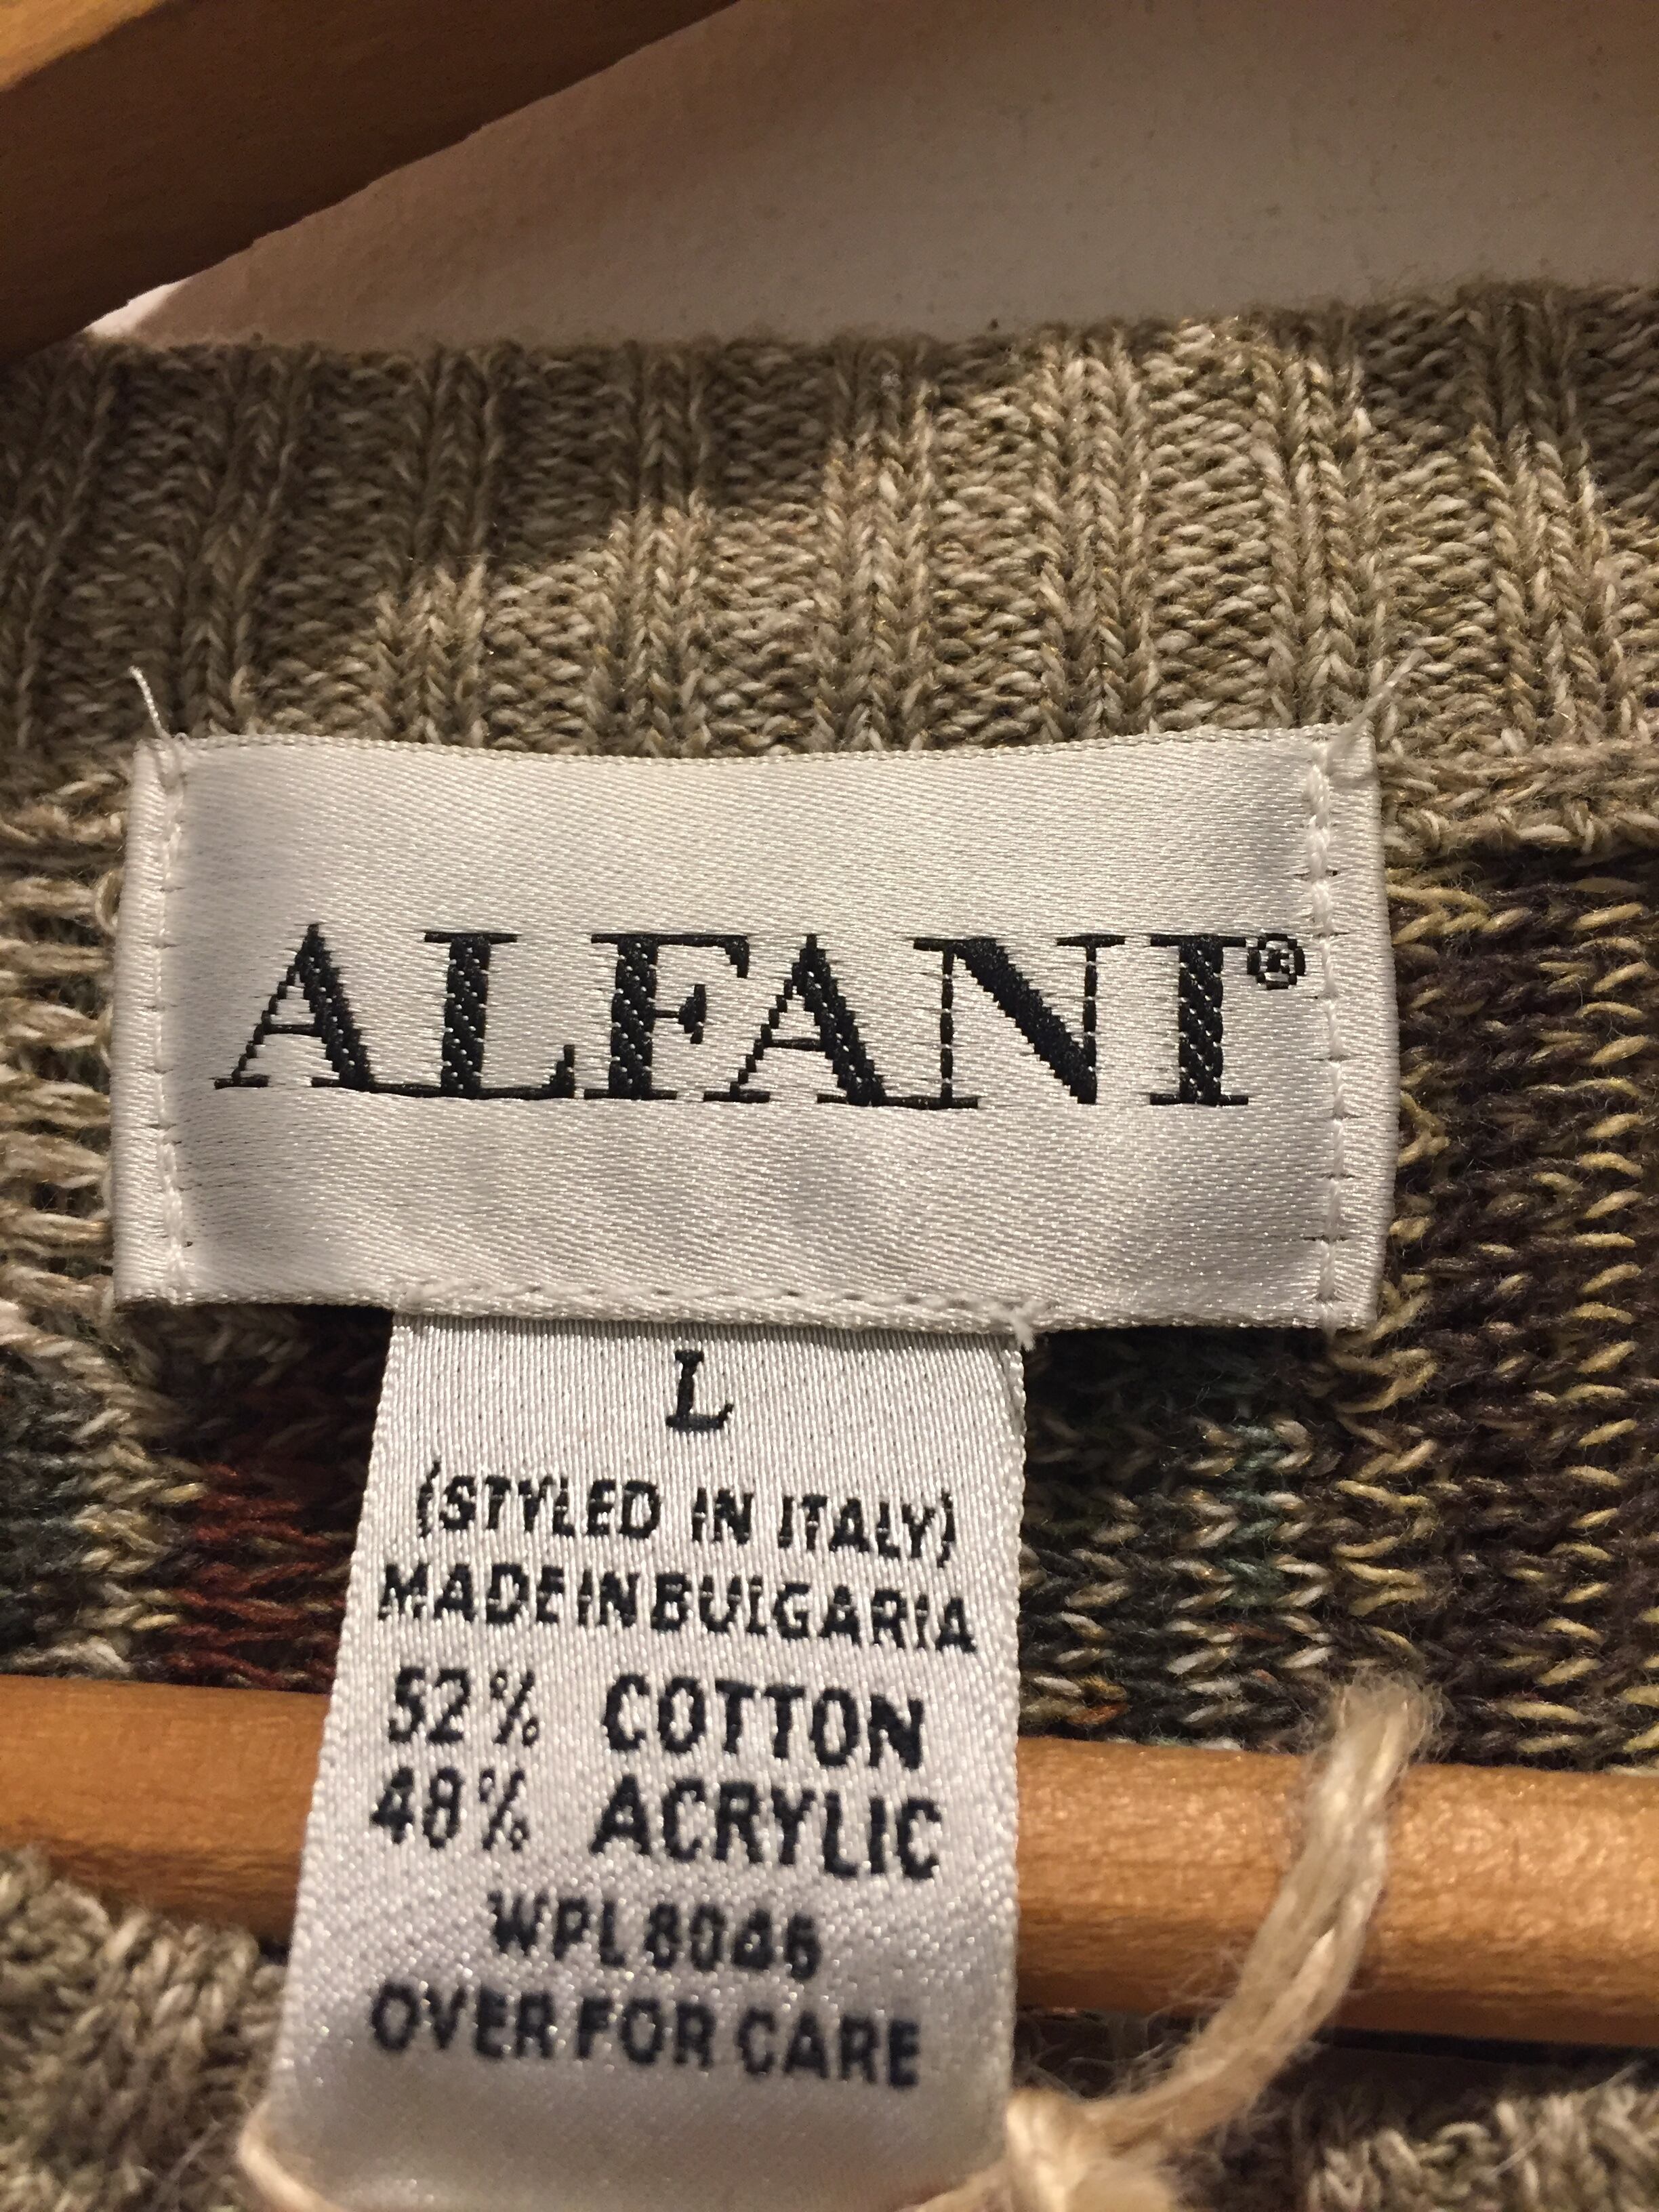 ALFANI®
L
(STYLED IN ITALY)
MADE IN BULGARIA
52% COTTON
48% ACRYLIC
WPL 8046
OVER FOR CARE